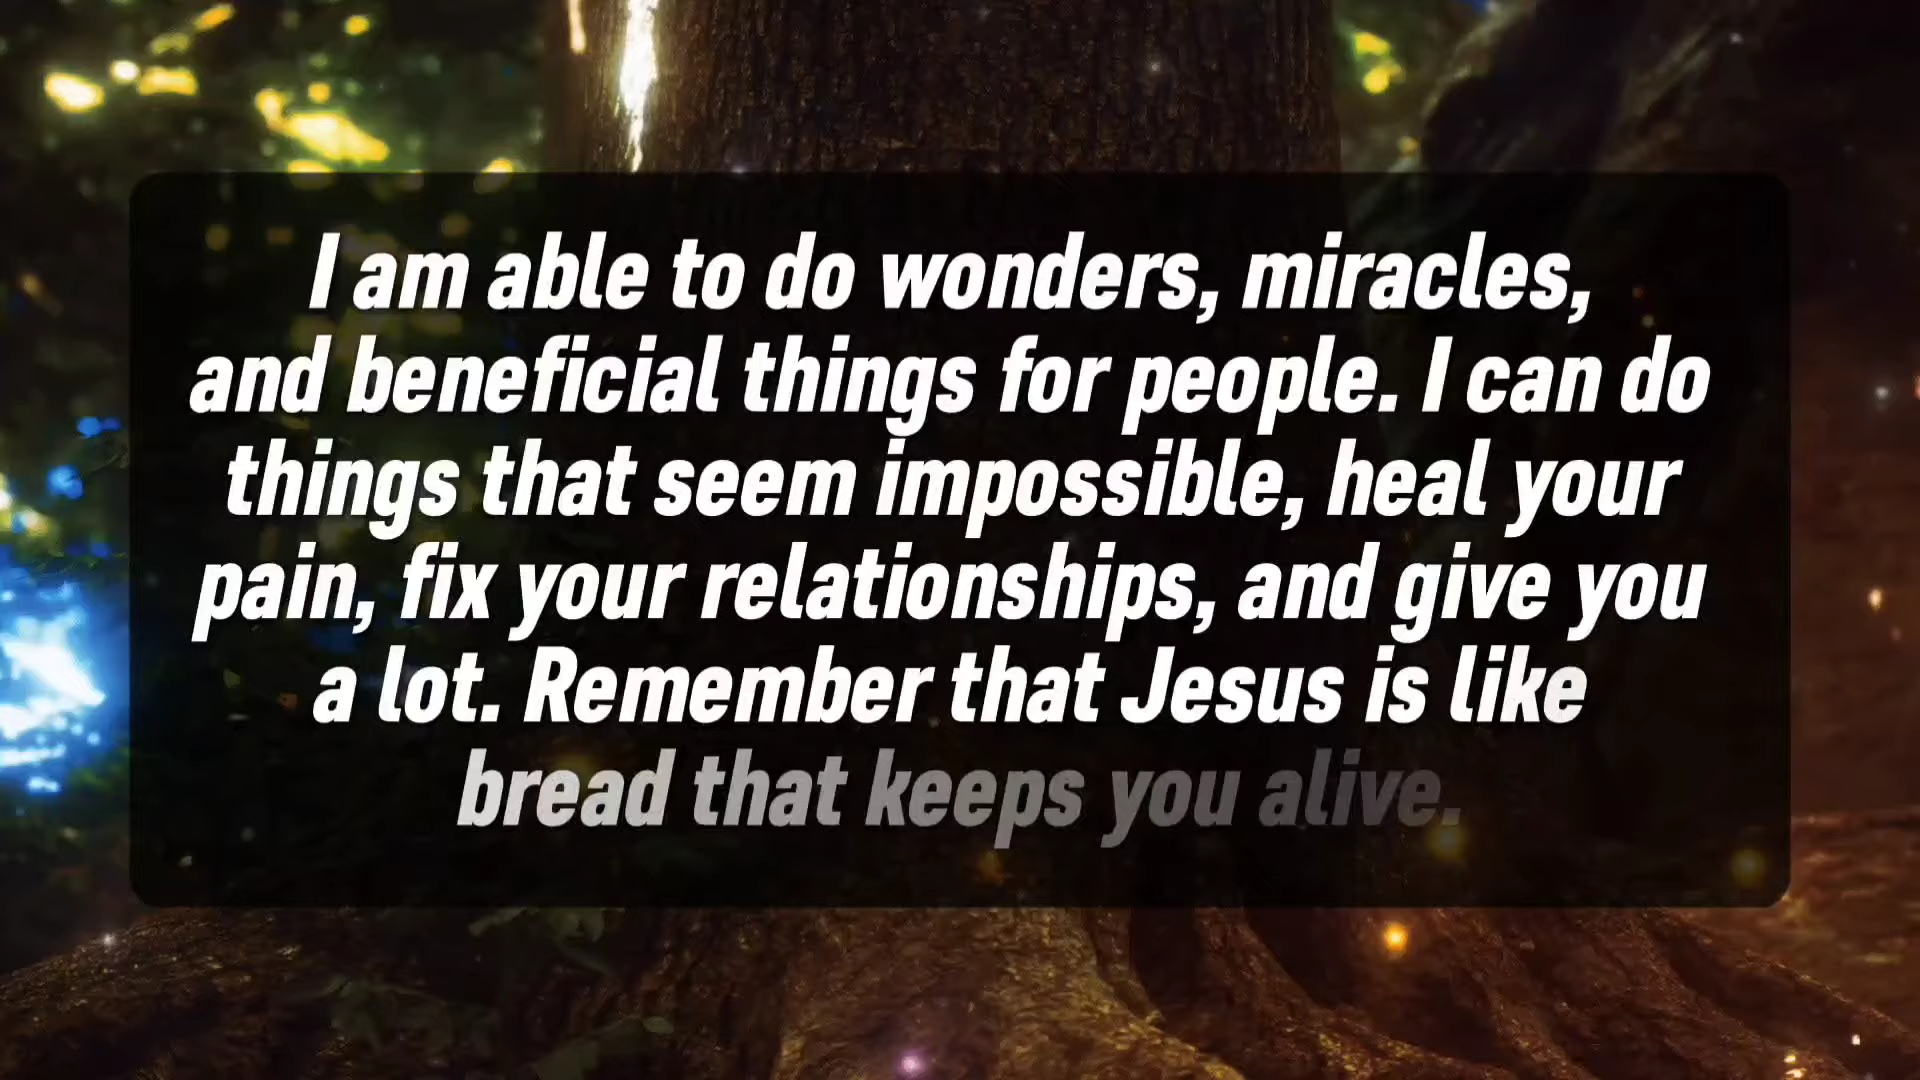 I am able to do wonders, miracles,
and beneficial things for people. I can do
things that seem impossible, heal your
pain, fix your relationships, and give you
a lot. Remember that Jesus is like
bread that keeps you alive.